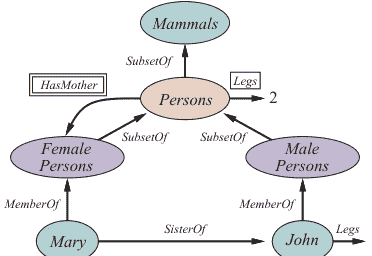 Mammals
SubsetOf
HasMother
Legs
Persons
2
SubsetOf
SubsetOf
Female
Persons
Male
Persons
MemberOf
MemberOf
SisterOf
Legs
Mary
John